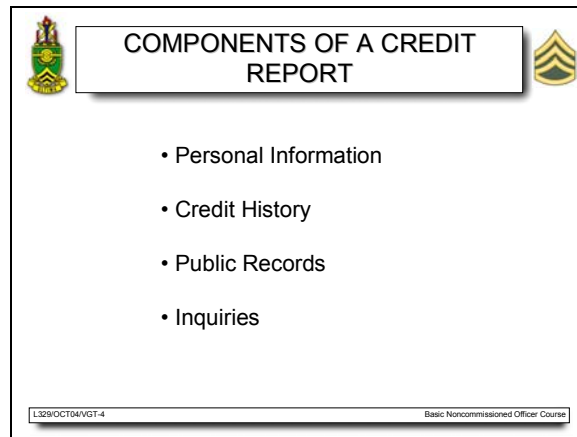 COMPONENTS OF A CREDIT
REPORT
• Personal Information
• Credit History
• Public Records
• Inquiries
L329/OCT04/VGT-4
Basic Noncommissioned Officer Course